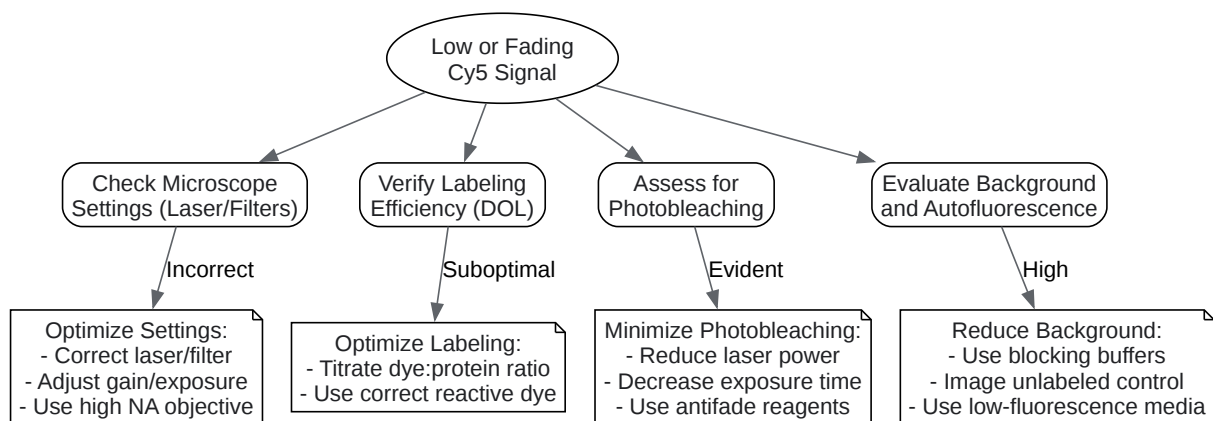 Low or Fading
Cy5 Signal
Check Microscope
Settings (Laser/Filters)
Verify Labeling
Efficiency (DOL)
Assess for
Photobleaching
Evaluate Background
and Autofluorescence
Incorrect
Suboptimal
Evident
High
Optimize Settings:
- Correct laser/filter
- Adjust gain/exposure
- Use high NA objective
Optimize Labeling:
- Titrate dye:protein ratio
- Use correct reactive dye
Minimize Photobleaching:
- Reduce laser power
- Decrease exposure time
- Use antifade reagents
Reduce Background:
- Use blocking buffers
- Image unlabeled control
- Use low-fluorescence media